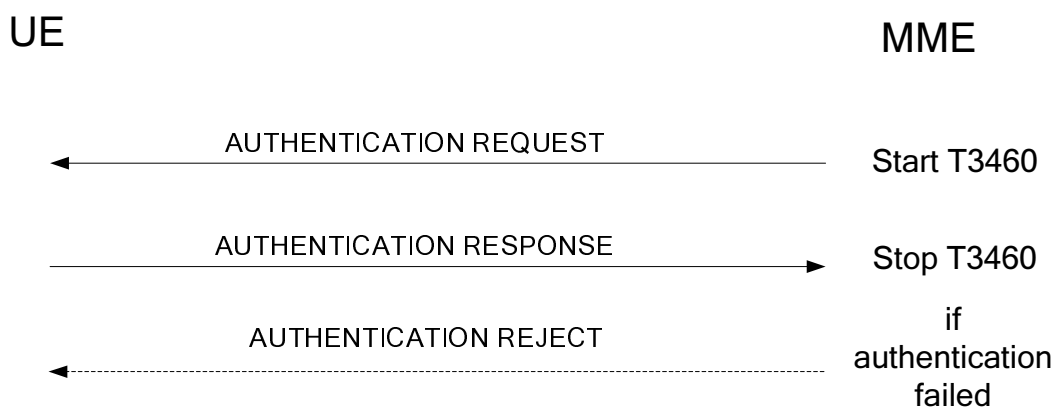 UE
MME
AUTHENTICATION REQUEST
Start T3460
AUTHENTICATION RESPONSE
Stop T3460
AUTHENTICATION REJECT
if
authentication
failed